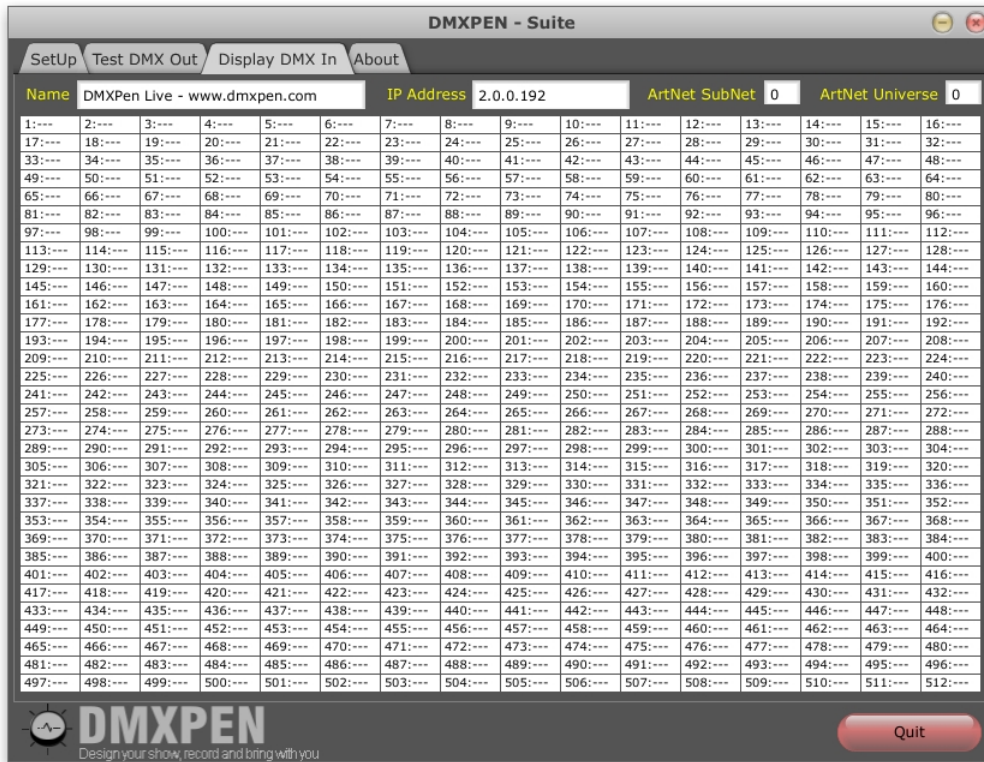 DMXPEN - Suite
SetUp Test DMX Out Display DMX In About
Name DMXPen Live - www.dmxpen.com IP Address 2.0.0.192 ArtNet SubNet 0 ArtNet Universe 0
1:--- 2:--- 3:--- 4:--- 5:--- 6:--- 7:--- 8:--- 9:--- 10:--- 11:--- 12:--- 13:--- 14:--- 15:--- 16:---
17:--- 18:--- 19:--- 20:--- 21:--- 22:--- 23:--- 24:--- 25:--- 26:--- 27:--- 28:--- 29:--- 30:--- 31:--- 32:---
33:--- 34:--- 35:--- 36:--- 37:--- 38:--- 39:--- 40:--- 41:--- 42:--- 43:--- 44:--- 45:--- 46:--- 47:--- 48:---
49:--- 50:--- 51:--- 52:--- 53:--- 54:--- 55:--- 56:--- 57:--- 58:--- 59:--- 60:--- 61:--- 62:--- 63:--- 64:---
65:--- 66:--- 67:--- 68:--- 69:--- 70:--- 71:--- 72:--- 73:--- 74:--- 75:--- 76:--- 77:--- 78:--- 79:--- 80:---
81:--- 82:--- 83:--- 84:--- 85:--- 86:--- 87:--- 88:--- 89:--- 90:--- 91:--- 92:--- 93:--- 94:--- 95:--- 96:---
97:--- 98:--- 99:--- 100:--- 101:--- 102:--- 103:--- 104:--- 105:--- 106:--- 107:--- 108:--- 109:--- 110:--- 111:--- 112:---
113:--- 114:--- 115:--- 116:--- 117:--- 118:--- 119:--- 120:--- 121:--- 122:--- 123:--- 124:--- 125:--- 126:--- 127:--- 128:---
129:--- 130:--- 131:--- 132:--- 133:--- 134:--- 135:--- 136:--- 137:--- 138:--- 139:--- 140:--- 141:--- 142:--- 143:--- 144:---
145:--- 146:--- 147:--- 148:--- 149:--- 150:--- 151:--- 152:--- 153:--- 154:--- 155:--- 156:--- 157:--- 158:--- 159:--- 160:---
161:--- 162:--- 163:--- 164:--- 165:--- 166:--- 167:--- 168:--- 169:--- 170:--- 171:--- 172:--- 173:--- 174:--- 175:--- 176:---
177:--- 178:--- 179:--- 180:--- 181:--- 182:--- 183:--- 184:--- 185:--- 186:--- 187:--- 188:--- 189:--- 190:--- 191:--- 192:---
193:--- 194:--- 195:--- 196:--- 197:--- 198:--- 199:--- 200:--- 201:--- 202:--- 203:--- 204:--- 205:--- 206:--- 207:--- 208:---
209:--- 210:--- 211:--- 212:--- 213:--- 214:--- 215:--- 216:--- 217:--- 218:--- 219:--- 220:--- 221:--- 222:--- 223:--- 224:---
225:--- 226:--- 227:--- 228:--- 229:--- 230:--- 231:--- 232:--- 233:--- 234:--- 235:--- 236:--- 237:--- 238:--- 239:--- 240:---
241:--- 242:--- 243:--- 244:--- 245:--- 246:--- 247:--- 248:--- 249:--- 250:--- 251:--- 252:--- 253:--- 254:--- 255:--- 256:---
257:--- 258:--- 259:--- 260:--- 261:--- 262:--- 263:--- 264:--- 265:--- 266:--- 267:--- 268:--- 269:--- 270:--- 271:--- 272:---
273:--- 274:--- 275:--- 276:--- 277:--- 278:--- 279:--- 280:--- 281:--- 282:--- 283:--- 284:--- 285:--- 286:--- 287:--- 288:---
289:--- 290:--- 291:--- 292:--- 293:--- 294:--- 295:--- 296:--- 297:--- 298:--- 299:--- 300:--- 301:--- 302:--- 303:--- 304:---
305:--- 306:--- 307:--- 308:--- 309:--- 310:--- 311:--- 312:--- 313:--- 314:--- 315:--- 316:--- 317:--- 318:--- 319:--- 320:---
321:--- 322:--- 323:--- 324:--- 325:--- 326:--- 327:--- 328:--- 329:--- 330:--- 331:--- 332:--- 333:--- 334:--- 335:--- 336:---
337:--- 338:--- 339:--- 340:--- 341:--- 342:--- 343:--- 344:--- 345:--- 346:--- 347:--- 348:--- 349:--- 350:--- 351:--- 352:---
353:--- 354:--- 355:--- 356:--- 357:--- 358:--- 359:--- 360:--- 361:--- 362:--- 363:--- 364:--- 365:--- 366:--- 367:--- 368:---
369:--- 370:--- 371:--- 372:--- 373:--- 374:--- 375:--- 376:--- 377:--- 378:--- 379:--- 380:--- 381:--- 382:--- 383:--- 384:---
385:--- 386:--- 387:--- 388:--- 389:--- 390:--- 391:--- 392:--- 393:--- 394:--- 395:--- 396:--- 397:--- 398:--- 399:--- 400:---
401:--- 402:--- 403:--- 404:--- 405:--- 406:--- 407:--- 408:--- 409:--- 410:--- 411:--- 412:--- 413:--- 414:--- 415:--- 416:---
417:--- 418:--- 419:--- 420:--- 421:--- 422:--- 423:--- 424:--- 425:--- 426:--- 427:--- 428:--- 429:--- 430:--- 431:--- 432:---
433:--- 434:--- 435:--- 436:--- 437:--- 438:--- 439:--- 440:--- 441:--- 442:--- 443:--- 444:--- 445:--- 446:--- 447:--- 448:---
449:--- 450:--- 451:--- 452:--- 453:--- 454:--- 455:--- 456:--- 457:--- 458:--- 459:--- 460:--- 461:--- 462:--- 463:--- 464:---
465:--- 466:--- 467:--- 468:--- 469:--- 470:--- 471:--- 472:--- 473:--- 474:--- 475:--- 476:--- 477:--- 478:--- 479:--- 480:---
481:--- 482:--- 483:--- 484:--- 485:--- 486:--- 487:--- 488:--- 489:--- 490:--- 491:--- 492:--- 493:--- 494:--- 495:--- 496:---
497:--- 498:--- 499:--- 500:--- 501:--- 502:--- 503:--- 504:--- 505:--- 506:--- 507:--- 508:--- 509:--- 510:--- 511:--- 512:---
DMXPEN
Design your show, record and bring with you
Quit